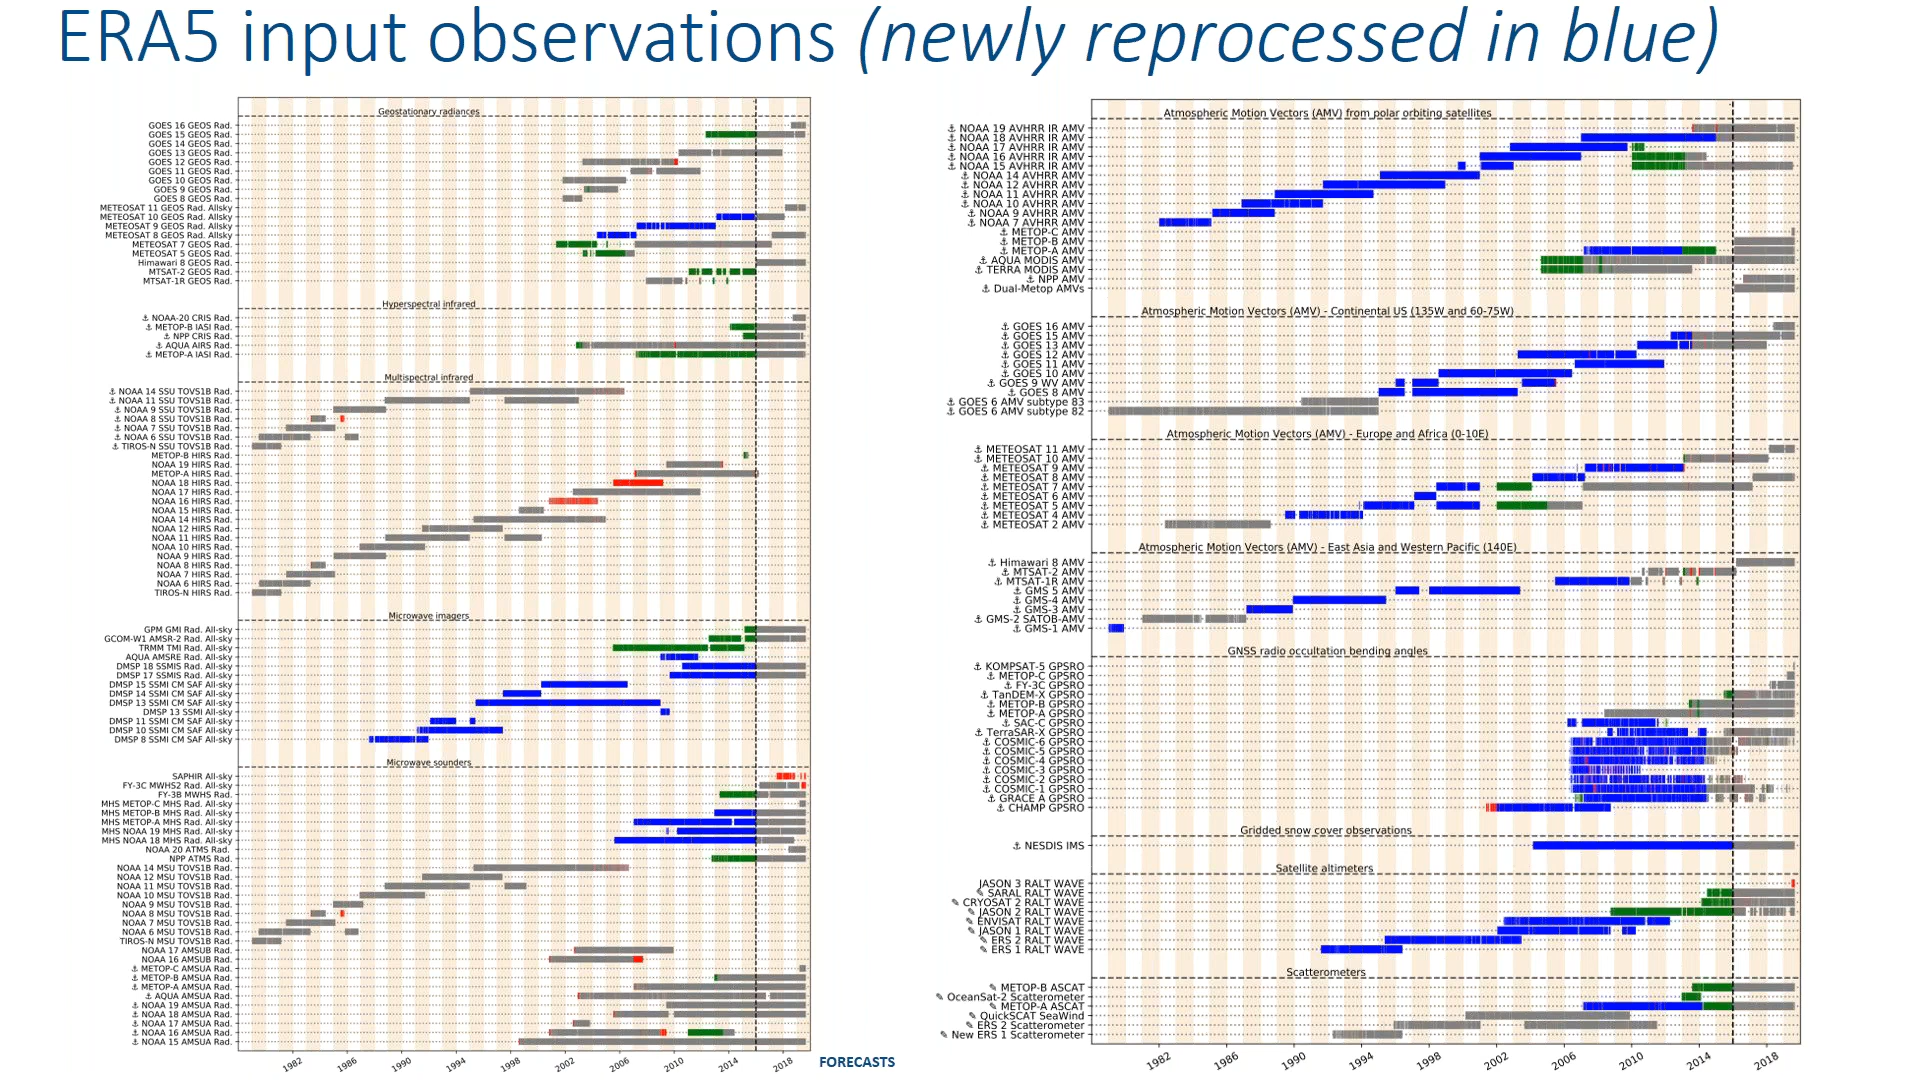 ERA5 input observations (newly reprocessed in blue)
Geostationary radiances
GOES 16 GEOS Rad.
GOES 15 GEOS Rad.
GOES 14 GEOS Rad.
GOES 13 GEOS Rad.
GOES 12 GEOS Rad.
GOES 11 GEOS Rad.
GOES 10 GEOS Rad.
GOES 9 GEOS Rad.
GOES 8 GEOS Rad.
METEOSAT 11 GEOS Rad. Allsky
METEOSAT 10 GEOS Rad. Allsky
METEOSAT 9 GEOS Rad. Allsky
METEOSAT 8 GEOS Rad. Allsky
METEOSAT 7 GEOS Rad.
METEOSAT 5 GEOS Rad.
Himawari 8 GEOS Rad.
MTSAT-2 GEOS Rad.
MTSAT-1R GEOS Rad.
Hyperspectral infrared
⚓ NOAA-20 CRIS Rad.
⚓ METOP-B IASI Rad.
⚓ NPP CRIS Rad.
⚓ AQUA AIRS Rad.
⚓ METOP-A IASI Rad.
Multispectral infrared
⚓ NOAA 14 SSU TOVS1B Rad.
⚓ NOAA 11 SSU TOVS1B Rad.
⚓ NOAA 9 SSU TOVS1B Rad.
⚓ NOAA 8 SSU TOVS1B Rad.
⚓ NOAA 7 SSU TOVS1B Rad.
⚓ NOAA 6 SSU TOVS1B Rad.
⚓ TIROS-N SSU TOVS1B Rad.
METOP-B HIRS Rad.
NOAA 19 HIRS Rad.
METOP-A HIRS Rad.
NOAA 18 HIRS Rad.
NOAA 17 HIRS Rad.
NOAA 16 HIRS Rad.
NOAA 15 HIRS Rad.
NOAA 14 HIRS Rad.
NOAA 12 HIRS Rad.
NOAA 11 HIRS Rad.
NOAA 10 HIRS Rad.
NOAA 9 HIRS Rad.
NOAA 8 HIRS Rad.
NOAA 7 HIRS Rad.
NOAA 6 HIRS Rad.
TIROS-N HIRS Rad.
Microwave imagers
GPM GMI Rad. All-sky
GCOM-W1 AMSR-2 Rad. All-sky
TRMM TMI Rad. All-sky
AQUA AMSRE Rad. All-sky
DMSP 18 SSMIS Rad. All-sky
DMSP 17 SSMIS Rad. All-sky
DMSP 15 SSMI CM SAF All-sky
DMSP 14 SSMI CM SAF All-sky
DMSP 13 SSMI CM SAF All-sky
DMSP 13 SSMI All-sky
DMSP 11 SSMI CM SAF All-sky
DMSP 10 SSMI CM SAF All-sky
DMSP 8 SSMI CM SAF All-sky
Microwave sounders
SAPHIR All-sky
FY-3C MWHS2 Rad. All-sky
FY-3B MWHS Rad.
MHS METOP-C MHS Rad. All-sky
MHS METOP-B MHS Rad. All-sky
MHS METOP-A MHS Rad. All-sky
MHS NOAA 19 MHS Rad. All-sky
MHS NOAA 18 MHS Rad. All-sky
NOAA 20 ATMS Rad.
NPP ATMS Rad.
NOAA 14 MSU TOVS1B Rad.
NOAA 12 MSU TOVS1B Rad.
NOAA 11 MSU TOVS1B Rad.
NOAA 10 MSU TOVS1B Rad.
NOAA 9 MSU TOVS1B Rad.
NOAA 8 MSU TOVS1B Rad.
NOAA 7 MSU TOVS1B Rad.
NOAA 6 MSU TOVS1B Rad.
TIROS-N MSU TOVS1B Rad.
NOAA 17 AMSUB Rad.
NOAA 16 AMSUB Rad.
⚓ METOP-C AMSUA Rad.
⚓ METOP-B AMSUA Rad.
⚓ METOP-A AMSUA Rad.
⚓ AQUA AMSUA Rad.
⚓ NOAA 19 AMSUA Rad.
⚓ NOAA 18 AMSUA Rad.
⚓ NOAA 17 AMSUA Rad.
⚓ NOAA 16 AMSUA Rad.
⚓ NOAA 15 AMSUA Rad.
1982 1986 1990 1994 1998 2002 2006 2010 2014 2018
FORECASTS
Atmospheric Motion Vectors (AMV) from polar orbiting satellites
⚓ NOAA 19 AVHRR IR AMV
⚓ NOAA 18 AVHRR IR AMV
⚓ NOAA 17 AVHRR IR AMV
⚓ NOAA 16 AVHRR IR AMV
⚓ NOAA 15 AVHRR IR AMV
⚓ NOAA 14 AVHRR AMV
⚓ NOAA 12 AVHRR AMV
⚓ NOAA 11 AVHRR AMV
⚓ NOAA 10 AVHRR AMV
⚓ NOAA 9 AVHRR AMV
⚓ NOAA 7 AVHRR AMV
⚓ METOP-C AMV
⚓ METOP-B AMV
⚓ METOP-A AMV
⚓ AQUA MODIS AMV
⚓ TERRA MODIS AMV
⚓ NPP AMV
⚓ Dual-Metop AMVs
Atmospheric Motion Vectors (AMV) - Continental US (135W and 60-75W)
⚓ GOES 16 AMV
⚓ GOES 15 AMV
⚓ GOES 13 AMV
⚓ GOES 12 AMV
⚓ GOES 11 AMV
⚓ GOES 10 AMV
⚓ GOES 9 WV AMV
⚓ GOES 8 AMV
⚓ GOES 6 AMV subtype 83
⚓ GOES 6 AMV subtype 82
Atmospheric Motion Vectors (AMV) - Europe and Africa (0-10E)
⚓ METEOSAT 11 AMV
⚓ METEOSAT 10 AMV
⚓ METEOSAT 9 AMV
⚓ METEOSAT 8 AMV
⚓ METEOSAT 7 AMV
⚓ METEOSAT 6 AMV
⚓ METEOSAT 5 AMV
⚓ METEOSAT 4 AMV
⚓ METEOSAT 2 AMV
Atmospheric Motion Vectors (AMV) - East Asia and Western Pacific (140E)
⚓ Himawari 8 AMV
⚓ MTSAT-2 AMV
⚓ MTSAT-1R AMV
⚓ GMS 5 AMV
⚓ GMS-4 AMV
⚓ GMS-3 AMV
⚓ GMS-2 SATOB-AMV
⚓ GMS-1 AMV
GNSS radio occultation bending angles
⚓ KOMPSAT-5 GPSRO
⚓ METOP-C GPSRO
⚓ FY-3C GPSRO
⚓ TanDEM-X GPSRO
⚓ METOP-B GPSRO
⚓ METOP-A GPSRO
⚓ SAC-C GPSRO
⚓ TerraSAR-X GPSRO
⚓ COSMIC-6 GPSRO
⚓ COSMIC-5 GPSRO
⚓ COSMIC-4 GPSRO
⚓ COSMIC-3 GPSRO
⚓ COSMIC-2 GPSRO
⚓ COSMIC-1 GPSRO
⚓ GRACE A GPSRO
⚓ CHAMP GPSRO
Gridded snow cover observations
⚓ NESDIS IMS
Satellite altimeters
JASON 3 RALT WAVE
✎ SARAL RALT WAVE
✎ CRYOSAT 2 RALT WAVE
✎ JASON 2 RALT WAVE
✎ ENVISAT RALT WAVE
✎ JASON 1 RALT WAVE
✎ ERS 2 RALT WAVE
✎ ERS 1 RALT WAVE
Scatterometers
✎ METOP-B ASCAT
✎ OceanSat-2 Scatterometer
✎ METOP-A ASCAT
✎ QuickSCAT SeaWind
✎ ERS 2 Scatterometer
✎ New ERS 1 Scatterometer
1982 1986 1990 1994 1998 2002 2006 2010 2014 2018